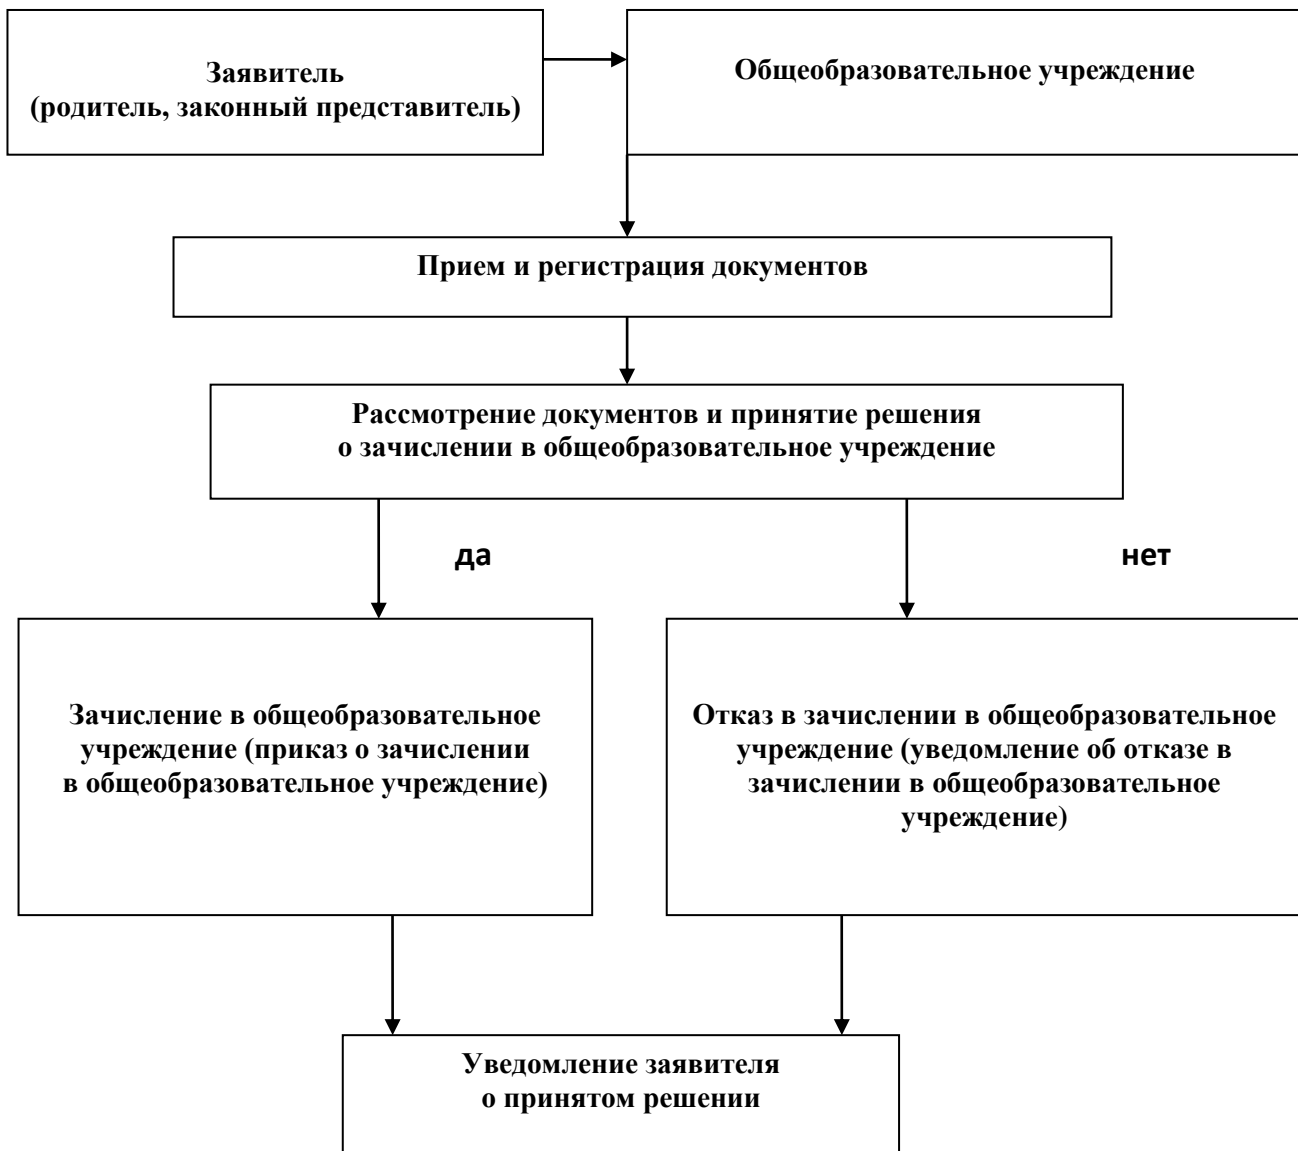 Заявитель
(родитель, законный представитель)
Общеобразовательное учреждение
Прием и регистрация документов
Рассмотрение документов и принятие решения
о зачислении в общеобразовательное учреждение
да
нет
Зачисление в общеобразовательное
учреждение (приказ о зачислении
в общеобразовательное учреждение)
Отказ в зачислении в общеобразовательное
учреждение (уведомление об отказе в
зачислении в общеобразовательное
учреждение)
Уведомление заявителя
о принятом решении